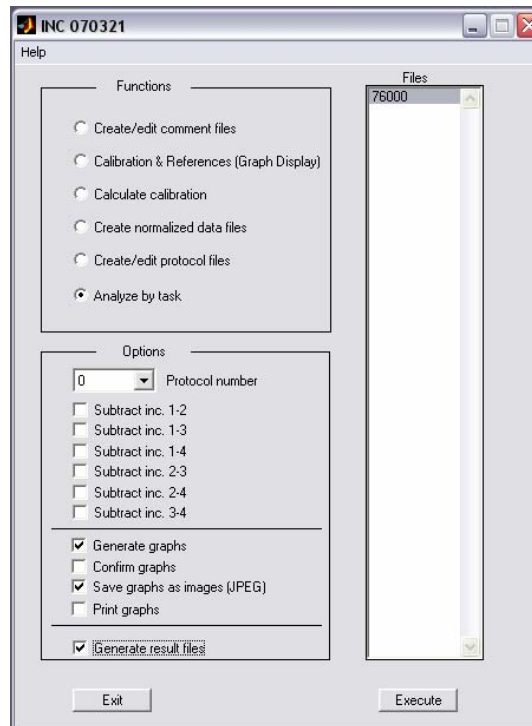 INC 070321
Help
Functions
Create/edit comment files
Calibration & References (Graph Display)
Calculate calibration
Create normalized data files
Create/edit protocol files
Analyze by task
Options
0 Protocol number
Subtract inc. 1-2
Subtract inc. 1-3
Subtract inc. 1-4
Subtract inc. 2-3
Subtract inc. 2-4
Subtract inc. 3-4
Generate graphs
Confirm graphs
Save graphs as images (JPEG)
Print graphs
Generate result files
Exit
Files
76000
Execute